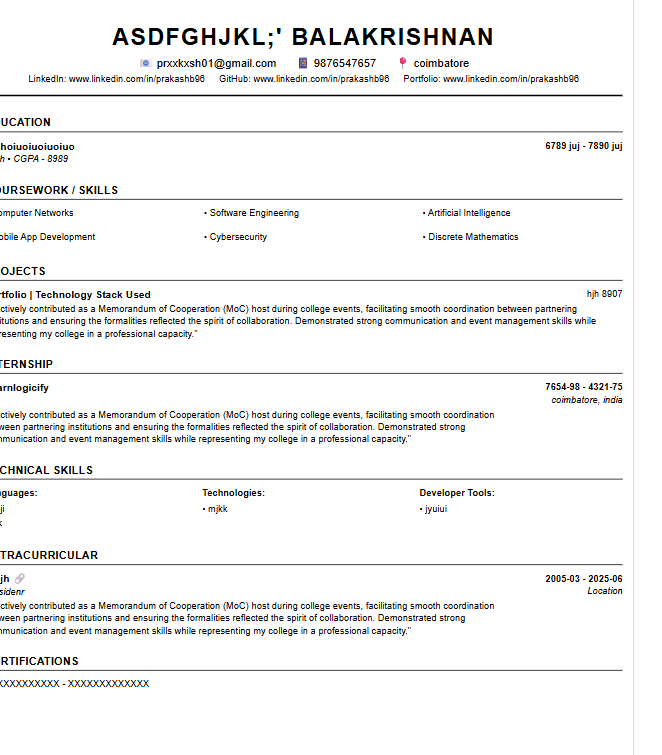 ASDFGHJKL;' BALAKRISHNAN
prxxkxsh01@gmail.com 9876547657 coimbatore
LinkedIn: www.linkedin.com/in/prakashb96 GitHub: www.linkedin.com/in/prakashb96 Portfolio: www.linkedin.com/in/prakashb96
UCATION
hoiuoiuoiuoiuo 6789 juj - 7890 juj
h • CGPA - 8989
OURSEWORK / SKILLS
mputer Networks • Software Engineering • Artificial Intelligence
obile App Development • Cybersecurity • Discrete Mathematics
OJECTS
rtfolio | Technology Stack Used hjh 8907
ctively contributed as a Memorandum of Cooperation (MoC) host during college events, facilitating smooth coordination between partnering
itutions and ensuring the formalities reflected the spirit of collaboration. Demonstrated strong communication and event management skills while
resenting my college in a professional capacity."
TERNSHIP
arnlogicify 7654-98 - 4321-75
coimbatore, india
ctively contributed as a Memorandum of Cooperation (MoC) host during college events, facilitating smooth coordination
ween partnering institutions and ensuring the formalities reflected the spirit of collaboration. Demonstrated strong
mmunication and event management skills while representing my college in a professional capacity."
CHNICAL SKILLS
guages: Technologies: Developer Tools:
ji • mjkk • jyuiui
k
TRACURRICULAR
jh 2005-03 - 2025-06
sidenr Location
ctively contributed as a Memorandum of Cooperation (MoC) host during college events, facilitating smooth coordination
ween partnering institutions and ensuring the formalities reflected the spirit of collaboration. Demonstrated strong
mmunication and event management skills while representing my college in a professional capacity."
RTIFICATIONS
XXXXXXXXXX - XXXXXXXXXXXXX